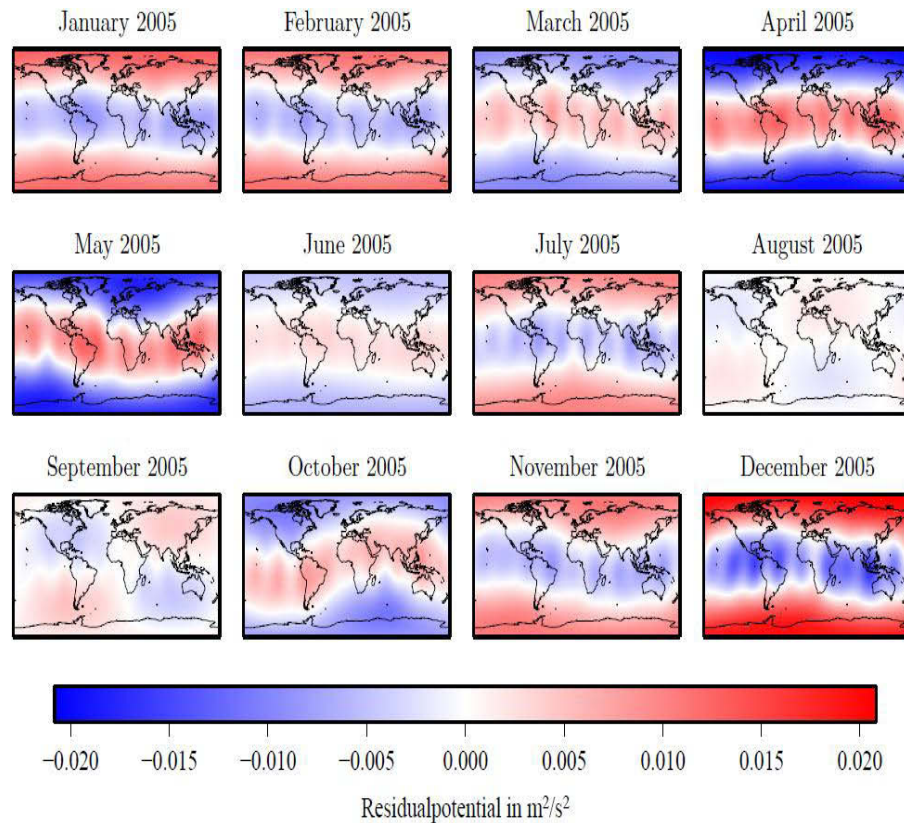 January 2005 February 2005 March 2005 April 2005
May 2005 June 2005 July 2005 August 2005
September 2005 October 2005 November 2005 December 2005
−0.020 −0.015 −0.010 −0.005 0.000 0.005 0.010 0.015 0.020
Residualpotential in m²/s²